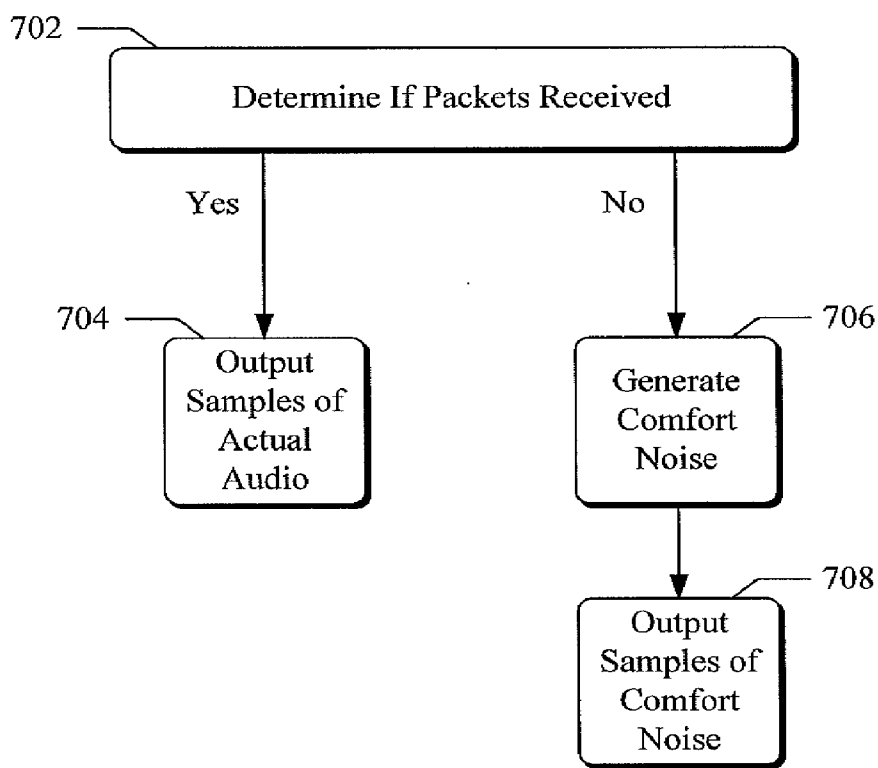 702
Determine If Packets Received
Yes
No
704
Output
Samples of
Actual
Audio
706
Generate
Comfort
Noise
708
Output
Samples of
Comfort
Noise